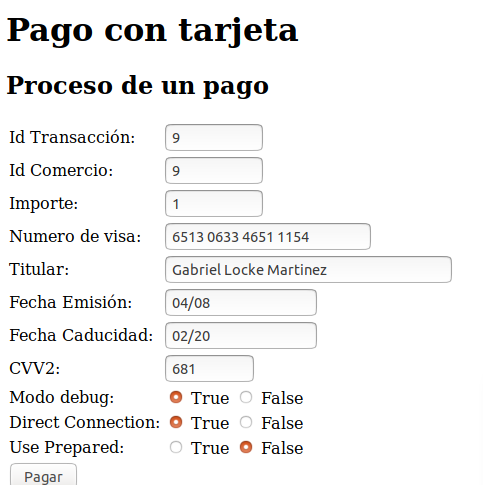 Pago con tarjeta
Proceso de un pago
Id Transacción: 9
Id Comercio: 9
Importe: 1
Numero de visa: 6513 0633 4651 1154
Titular: Gabriel Locke Martinez
Fecha Emisión: 04/08
Fecha Caducidad: 02/20
CVV2: 681
Modo debug: True False
Direct Connection: True False
Use Prepared: True False
Pagar